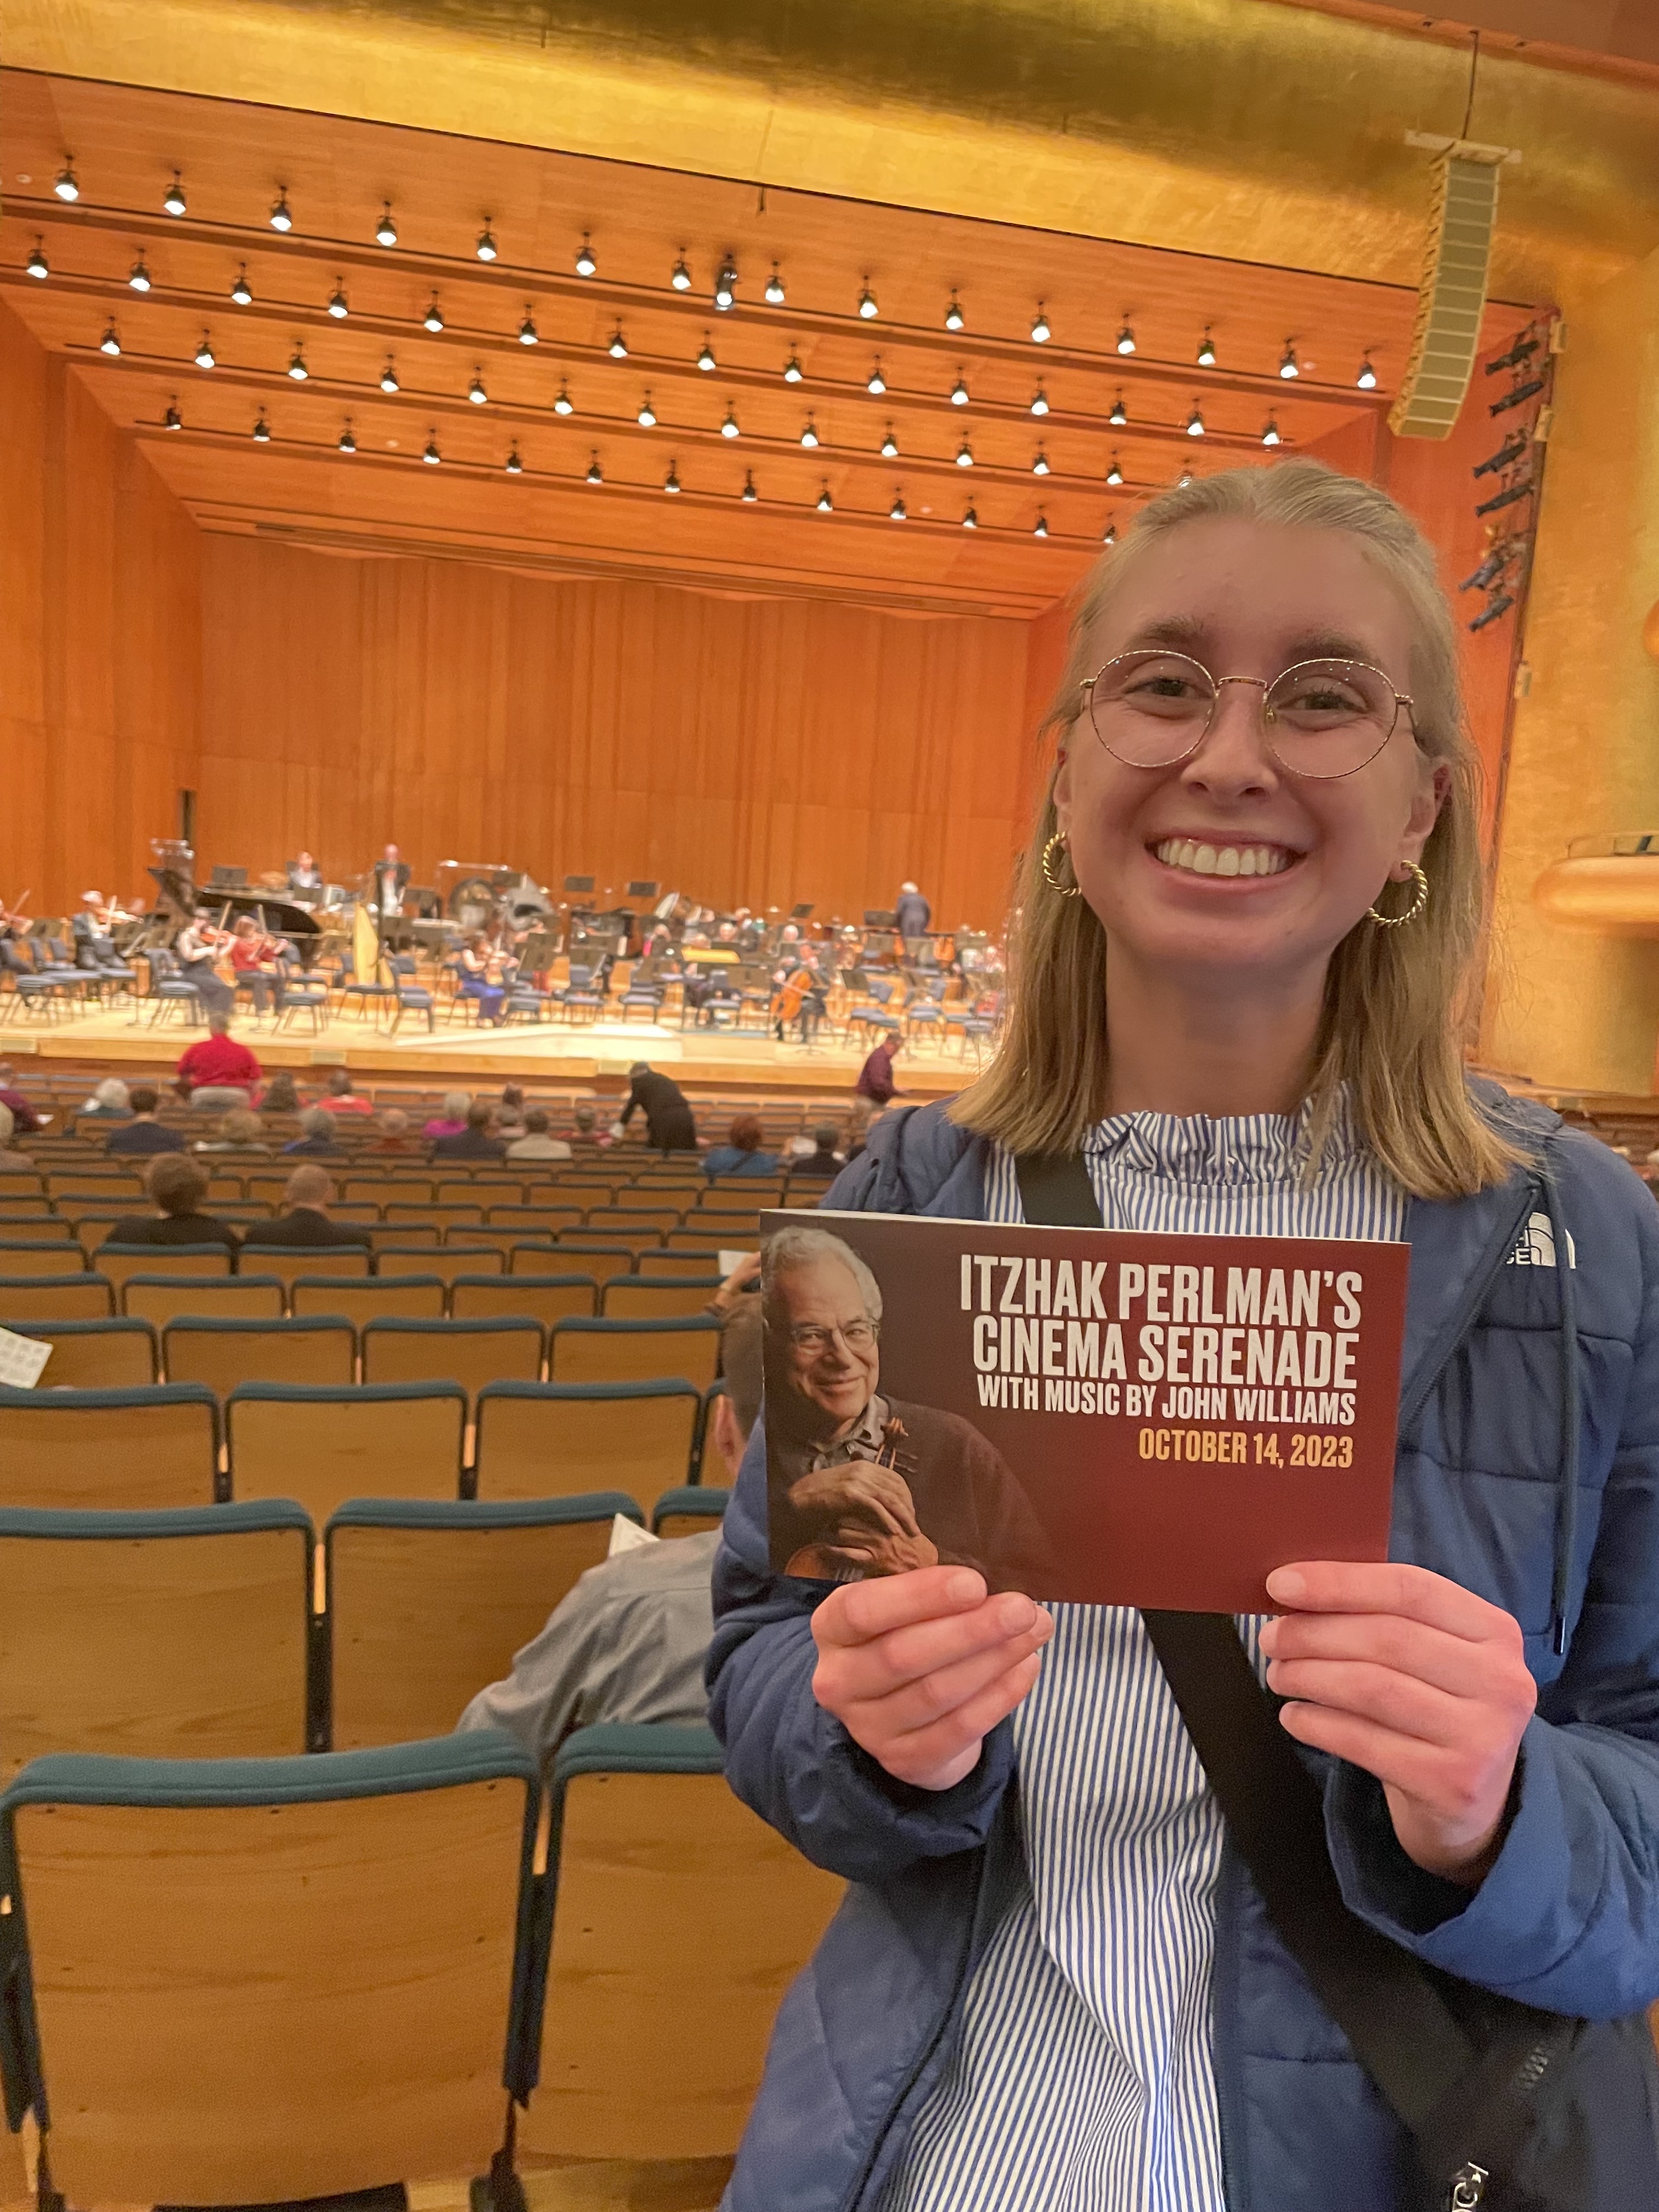 ITZHAK PERLMAN'S
CINEMA SERENADE
WITH MUSIC BY JOHN WILLIAMS
OCTOBER 14, 2023